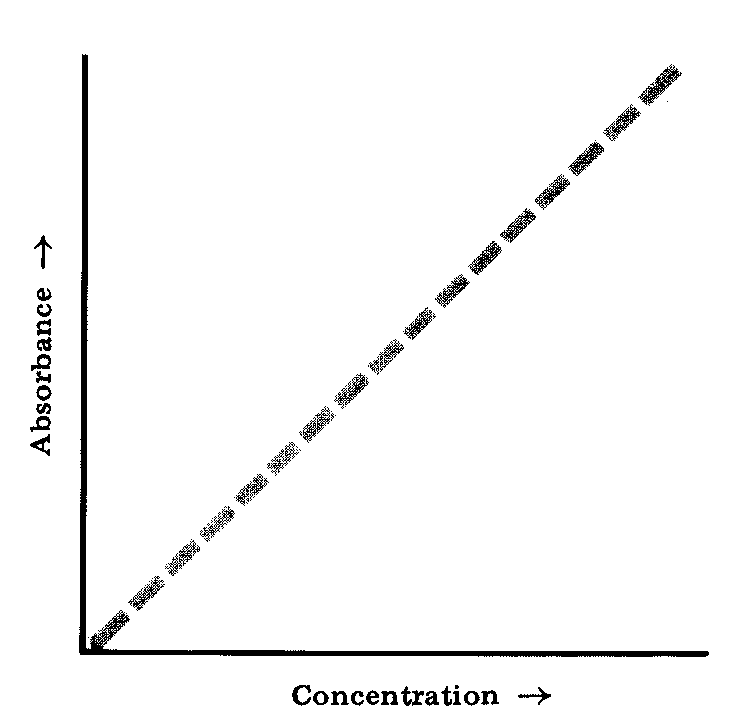 Absorbance →
Concentration →